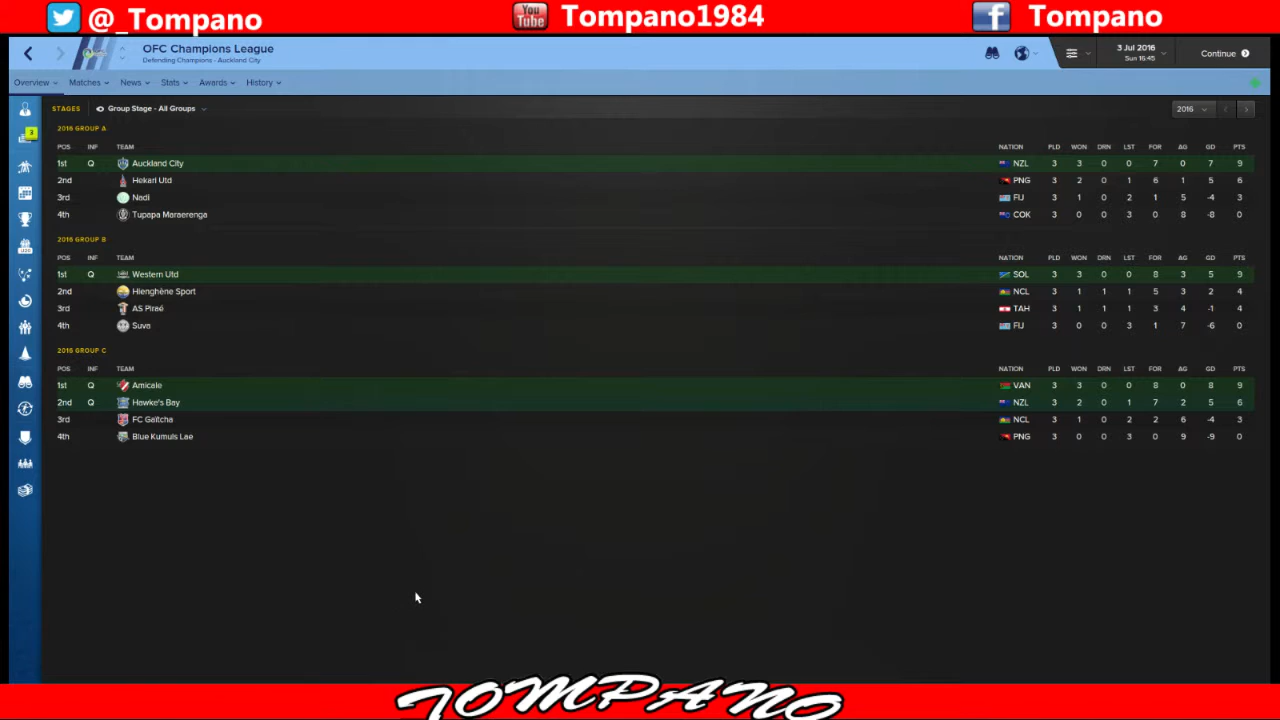 @_Tompano You Tube Tompano1984 f Tompano
OFC Champions League
Defending Champions - Auckland City
3 Jul 2016
Sun 16:45
Continue
Overview Matches News Stats Awards History
3
STAGES Group Stage - All Groups 2016
2016 GROUP A
POS INF TEAM NATION PLD WON DRN LST FOR AG GD PTS
1st Q Auckland City NZL 3 3 0 0 7 0 7 9
2nd Hekari Utd PNG 3 2 0 1 6 1 5 6
3rd Nadi FIJ 3 1 0 2 1 5 -4 3
4th Tupapa Maraerenga COK 3 0 0 3 0 8 -8 0
2016 GROUP B
POS INF TEAM NATION PLD WON DRN LST FOR AG GD PTS
1st Q Western Utd SOL 3 3 0 0 8 3 5 9
2nd Hienghène Sport NCL 3 1 1 1 5 3 2 4
3rd AS Piraé TAH 3 1 1 1 3 4 -1 4
4th Suva FIJ 3 0 0 3 1 7 -6 0
2016 GROUP C
POS INF TEAM NATION PLD WON DRN LST FOR AG GD PTS
1st Q Amicale VAN 3 3 0 0 8 0 8 9
2nd Q Hawke's Bay NZL 3 2 0 1 7 2 5 6
3rd FC Gaïtcha NCL 3 1 0 2 2 6 -4 3
4th Blue Kumuls Lae PNG 3 0 0 3 0 9 -9 0
TOMPANO